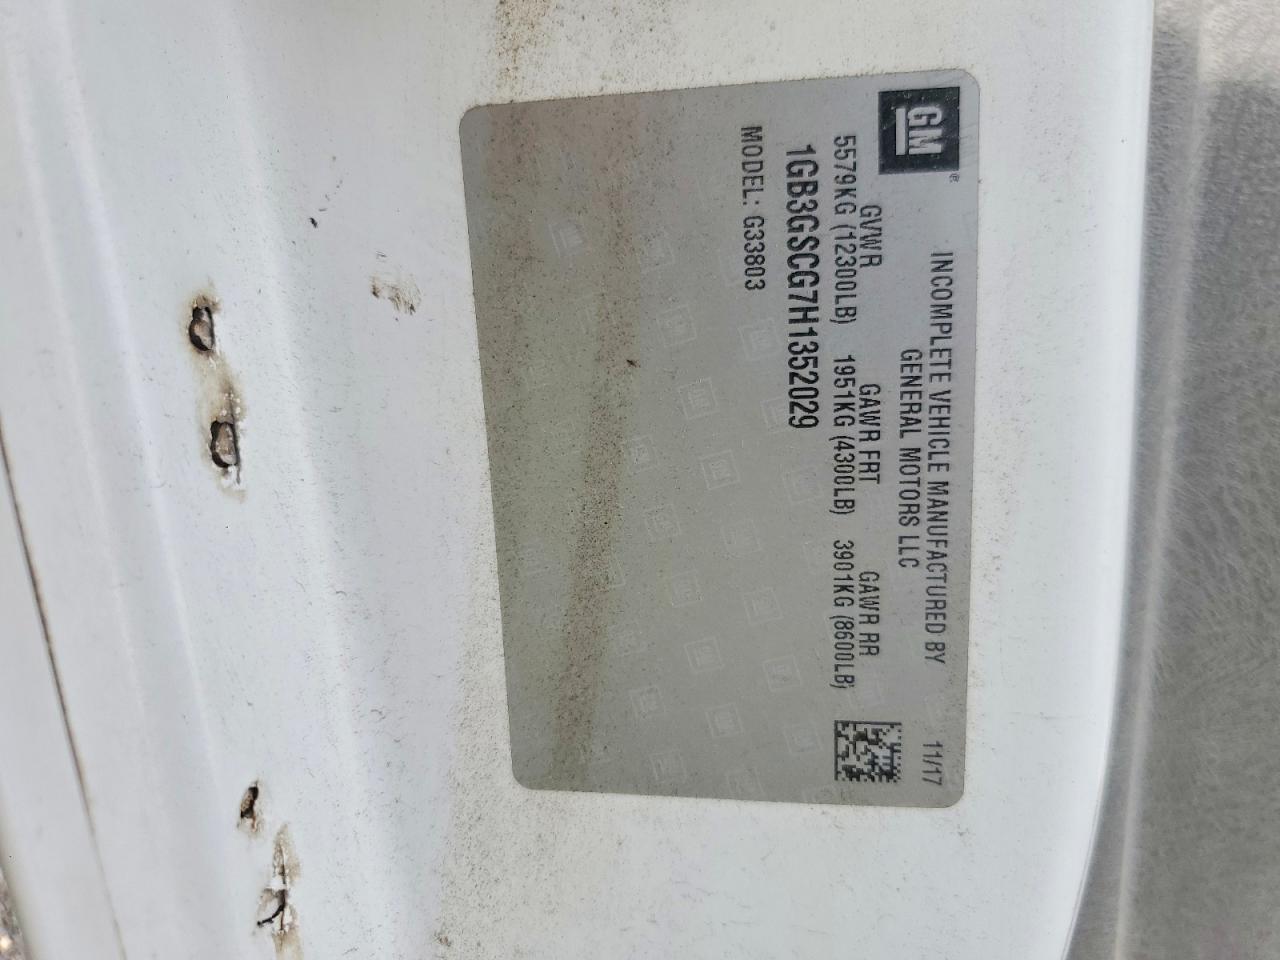 GM®
INCOMPLETE VEHICLE MANUFACTURED BY
GENERAL MOTORS LLC
11/17
GVWR GAWR FRT GAWR RR
5579KG (12300LB) 1951KG (4300LB) 3901KG (8600LB)
1GB3GSCG7H1352029
MODEL: G33803